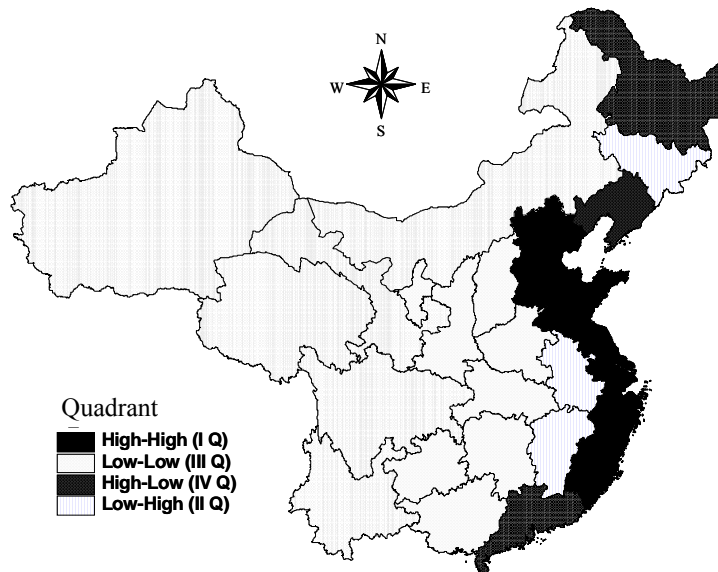 N
W E
S
Quadrant
High-High (I Q)
Low-Low (III Q)
High-Low (IV Q)
Low-High (II Q)